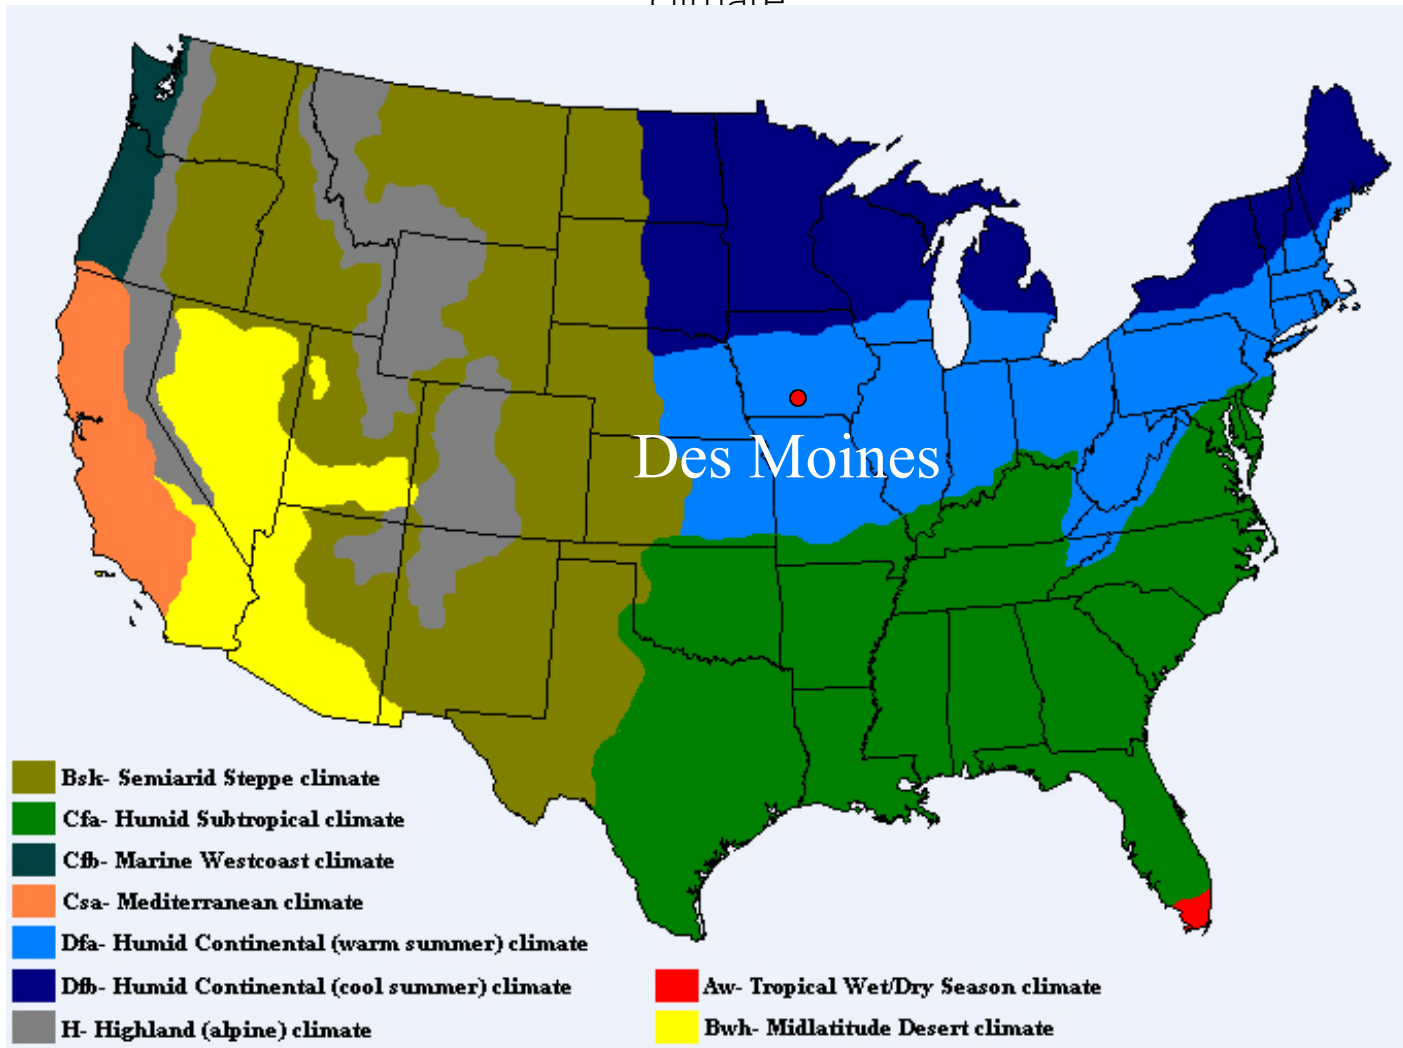 Climate
Des Moines
Bsk- Semiarid Steppe climate
Cfa- Humid Subtropical climate
Cfb- Marine Westcoast climate
Csa- Mediterranean climate
Dfa- Humid Continental (warm summer) climate
Dfb- Humid Continental (cool summer) climate
H- Highland (alpine) climate
Aw- Tropical Wet/Dry Season climate
Bwh- Midlatitude Desert climate